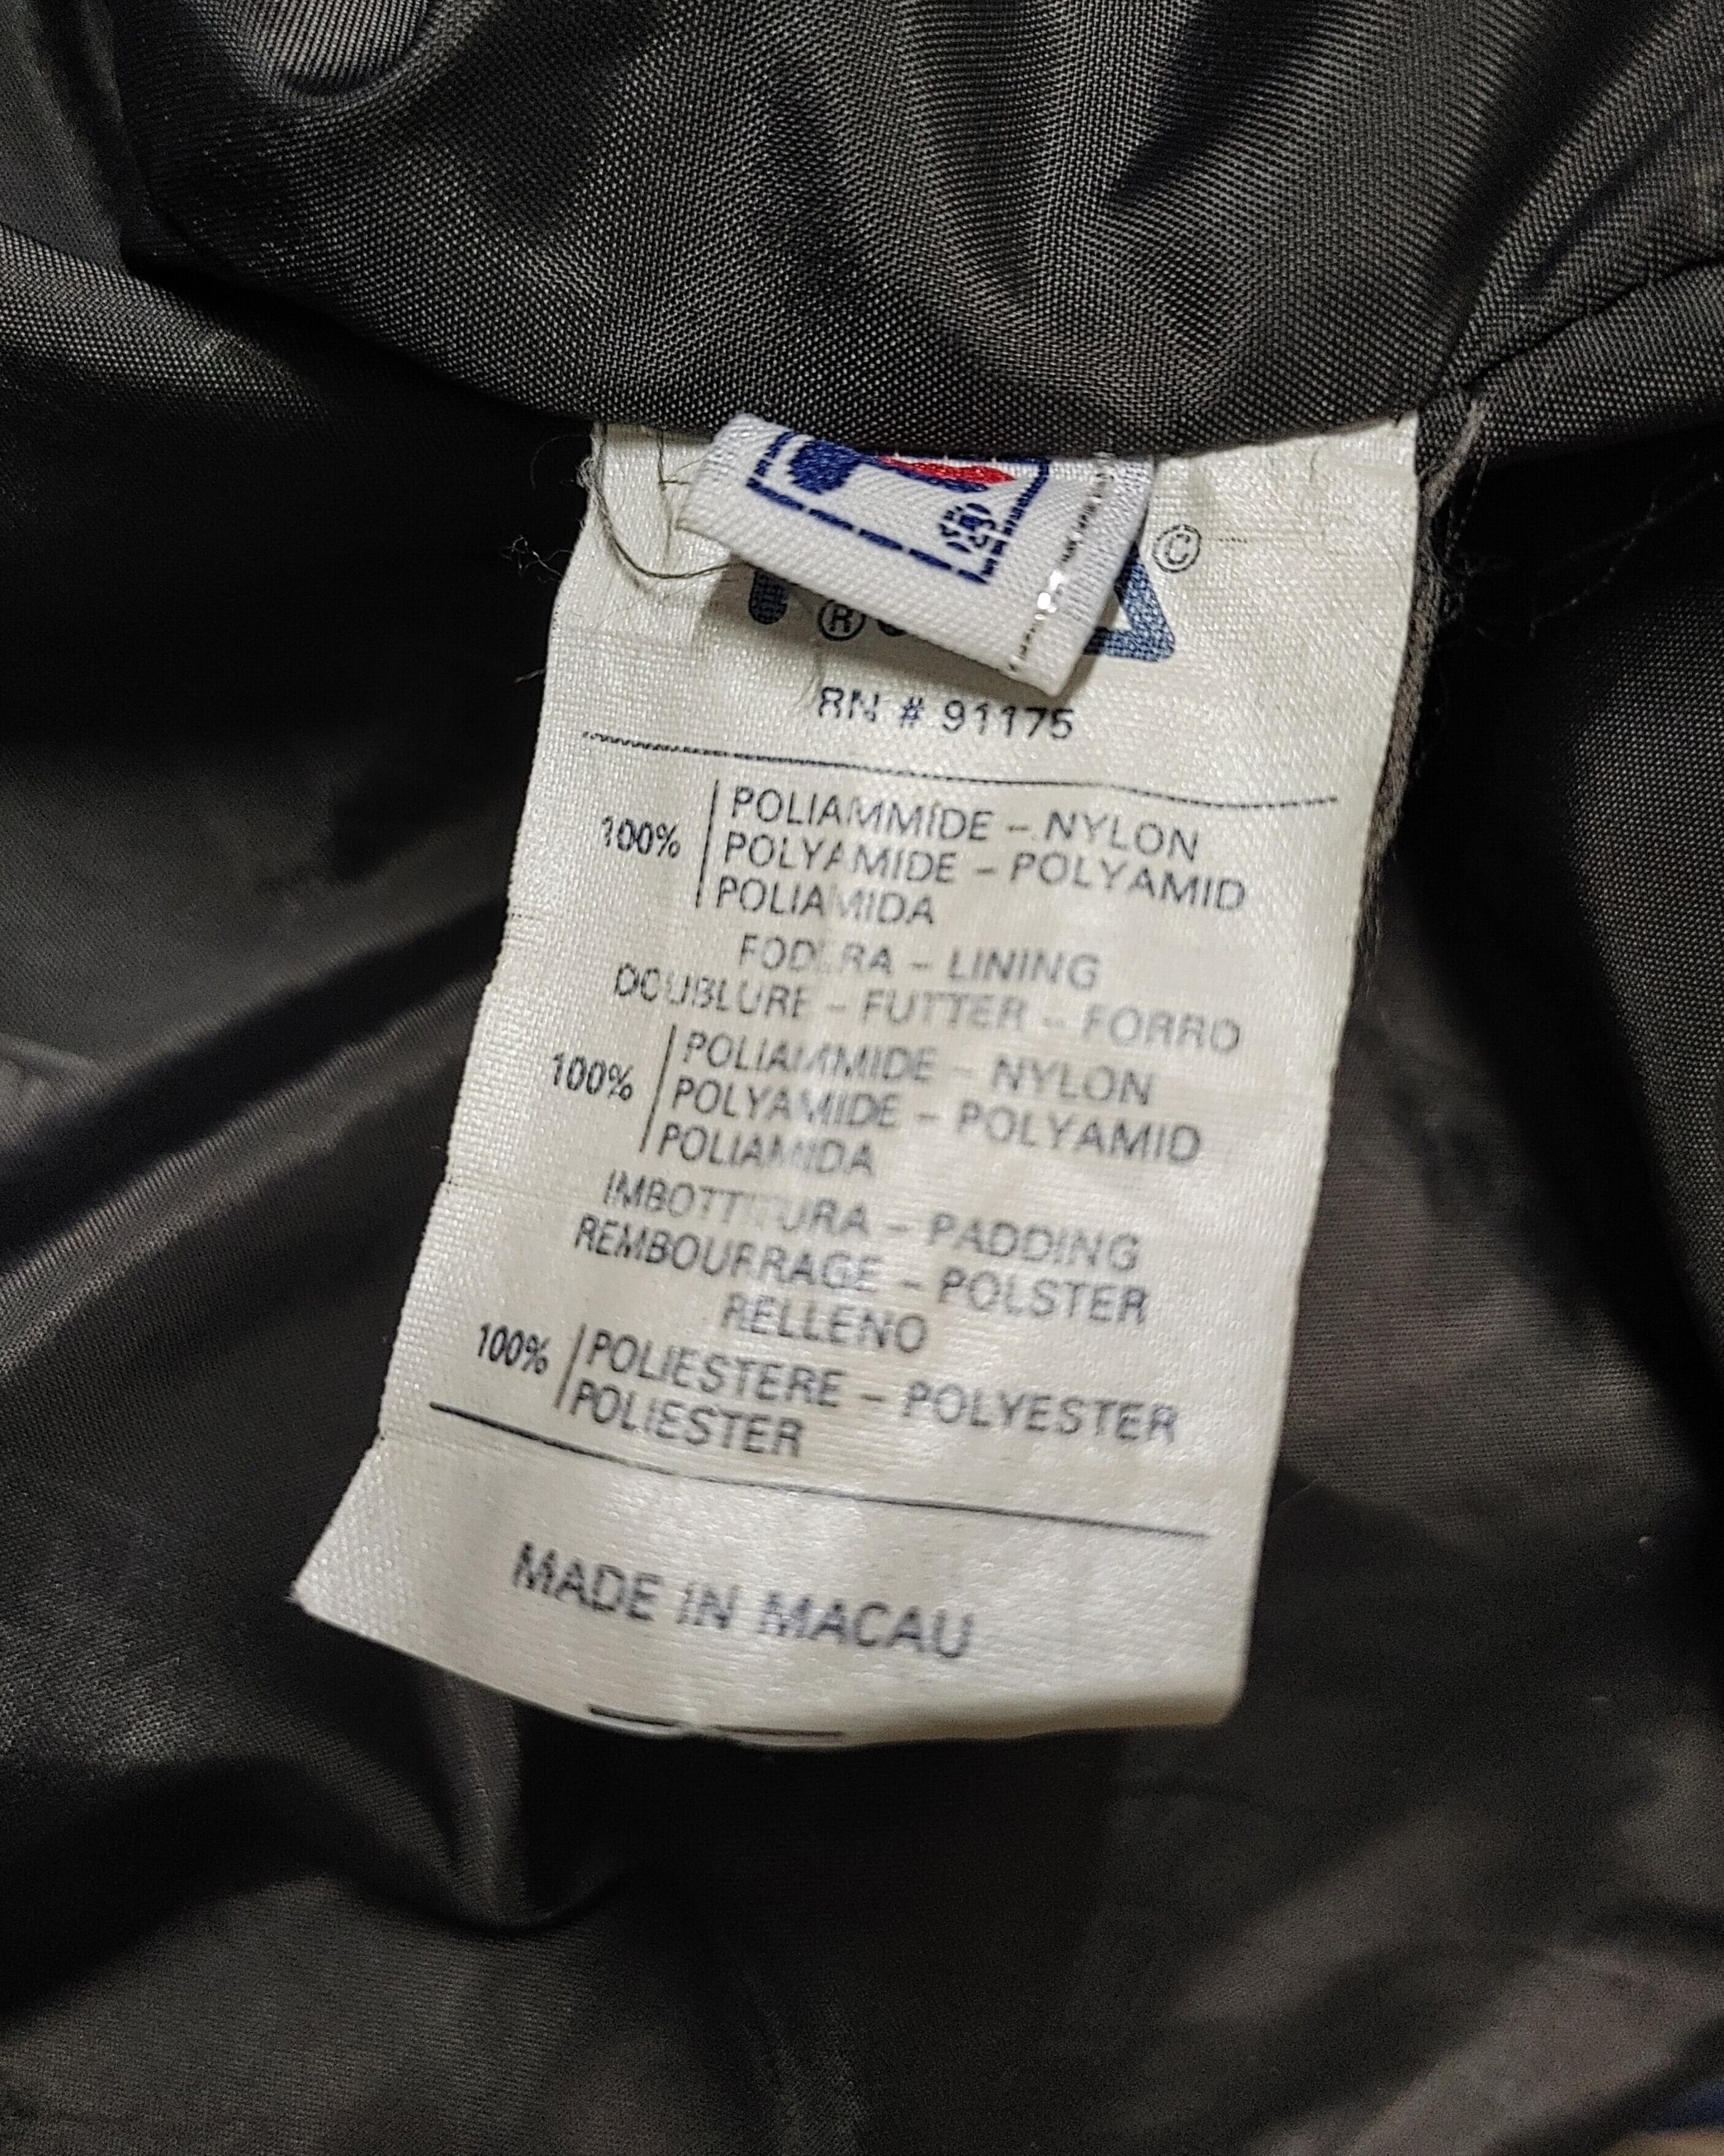 ©
®
RN # 91175
100% POLIAMMIDE – NYLON
POLYAMIDE – POLYAMID
POLIAMIDA
FODERA – LINING
DOUBLURE – FUTTER – FORRO
100% POLIAMMIDE – NYLON
POLYAMIDE – POLYAMID
POLIAMIDA
IMBOTTITURA – PADDING
REMBOURRAGE – POLSTER
RELLENO
100% POLIESTERE – POLYESTER
POLIESTER
MADE IN MACAU